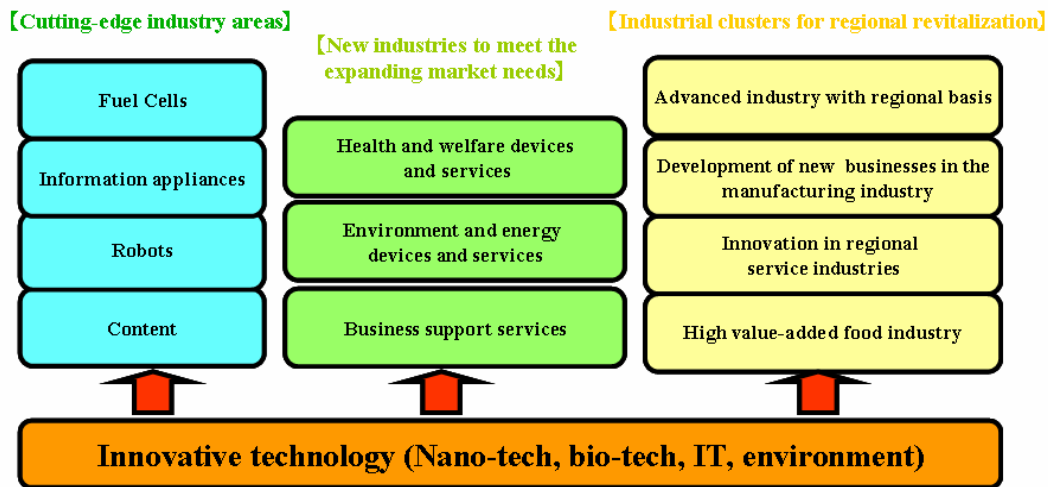 【Cutting-edge industry areas】
Fuel Cells
Information appliances
Robots
Content
【New industries to meet the
expanding market needs】
Health and welfare devices
and services
Environment and energy
devices and services
Business support services
【Industrial clusters for regional revitalization】
Advanced industry with regional basis
Development of new businesses in the
manufacturing industry
Innovation in regional
service industries
High value-added food industry
Innovative technology (Nano-tech, bio-tech, IT, environment)